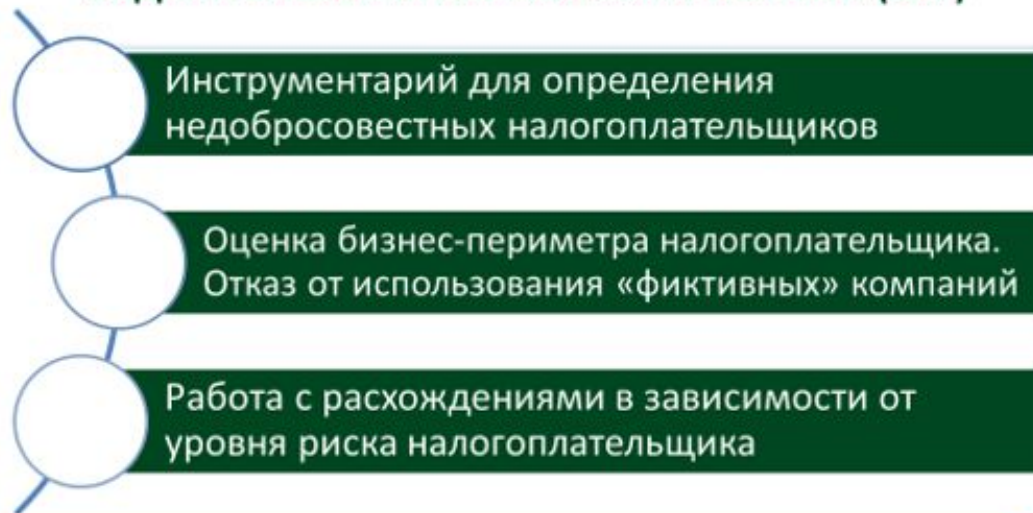 Инструментарий для определения
недобросовестных налогоплательщиков
Оценка бизнес-периметра налогоплательщика.
Отказ от использования «фиктивных» компаний
Работа с расхождениями в зависимости от
уровня риска налогоплательщика